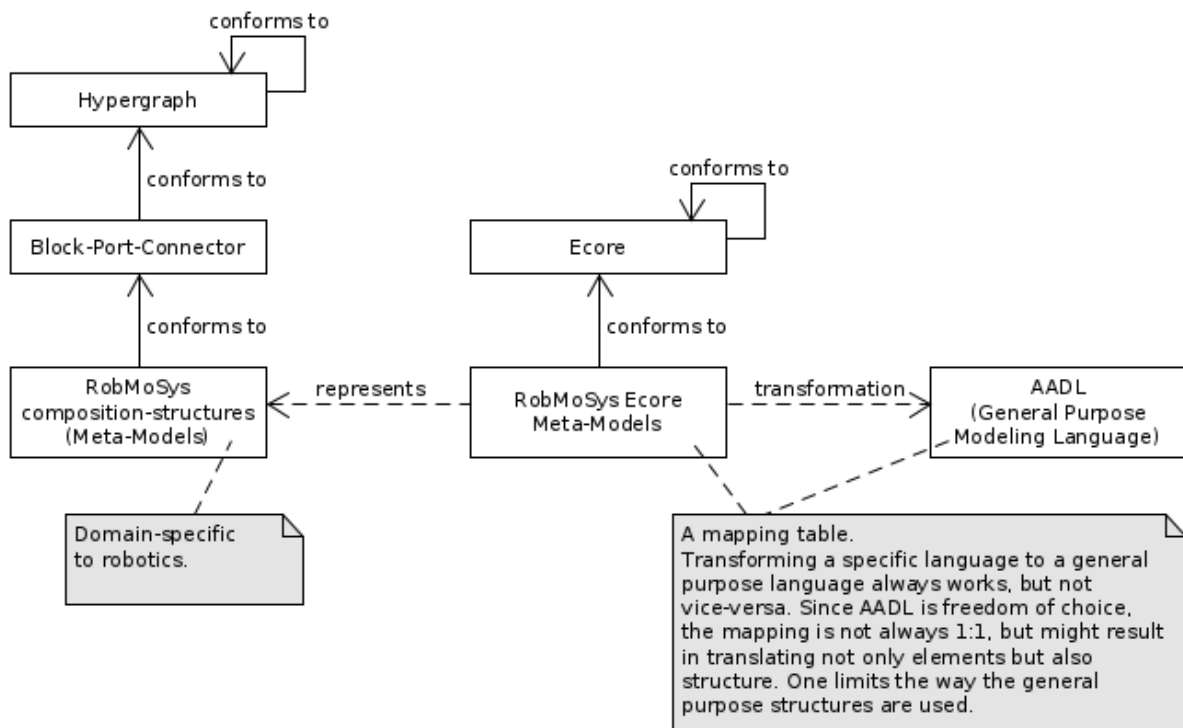 conforms to
Hypergraph
conforms to
conforms to
Block-Port-Connector
Ecore
conforms to
conforms to
RobMoSys
composition-structures
(Meta-Models)
represents
RobMoSys Ecore
Meta-Models
transformation
AADL
(General Purpose
Modeling Language)
Domain-specific
to robotics.
A mapping table.
Transforming a specific language to a general
purpose language always works, but not
vice-versa. Since AADL is freedom of choice,
the mapping is not always 1:1, but might result
in translating not only elements but also
structure. One limits the way the general
purpose structures are used.